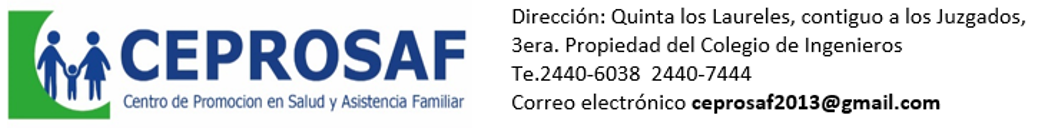 CEPROSAF
Centro de Promocion en Salud y Asistencia Familiar
Dirección: Quinta los Laureles, contiguo a los Juzgados,
3era. Propiedad del Colegio de Ingenieros
Te.2440-6038  2440-7444
Correo electrónico ceprosaf2013@gmail.com